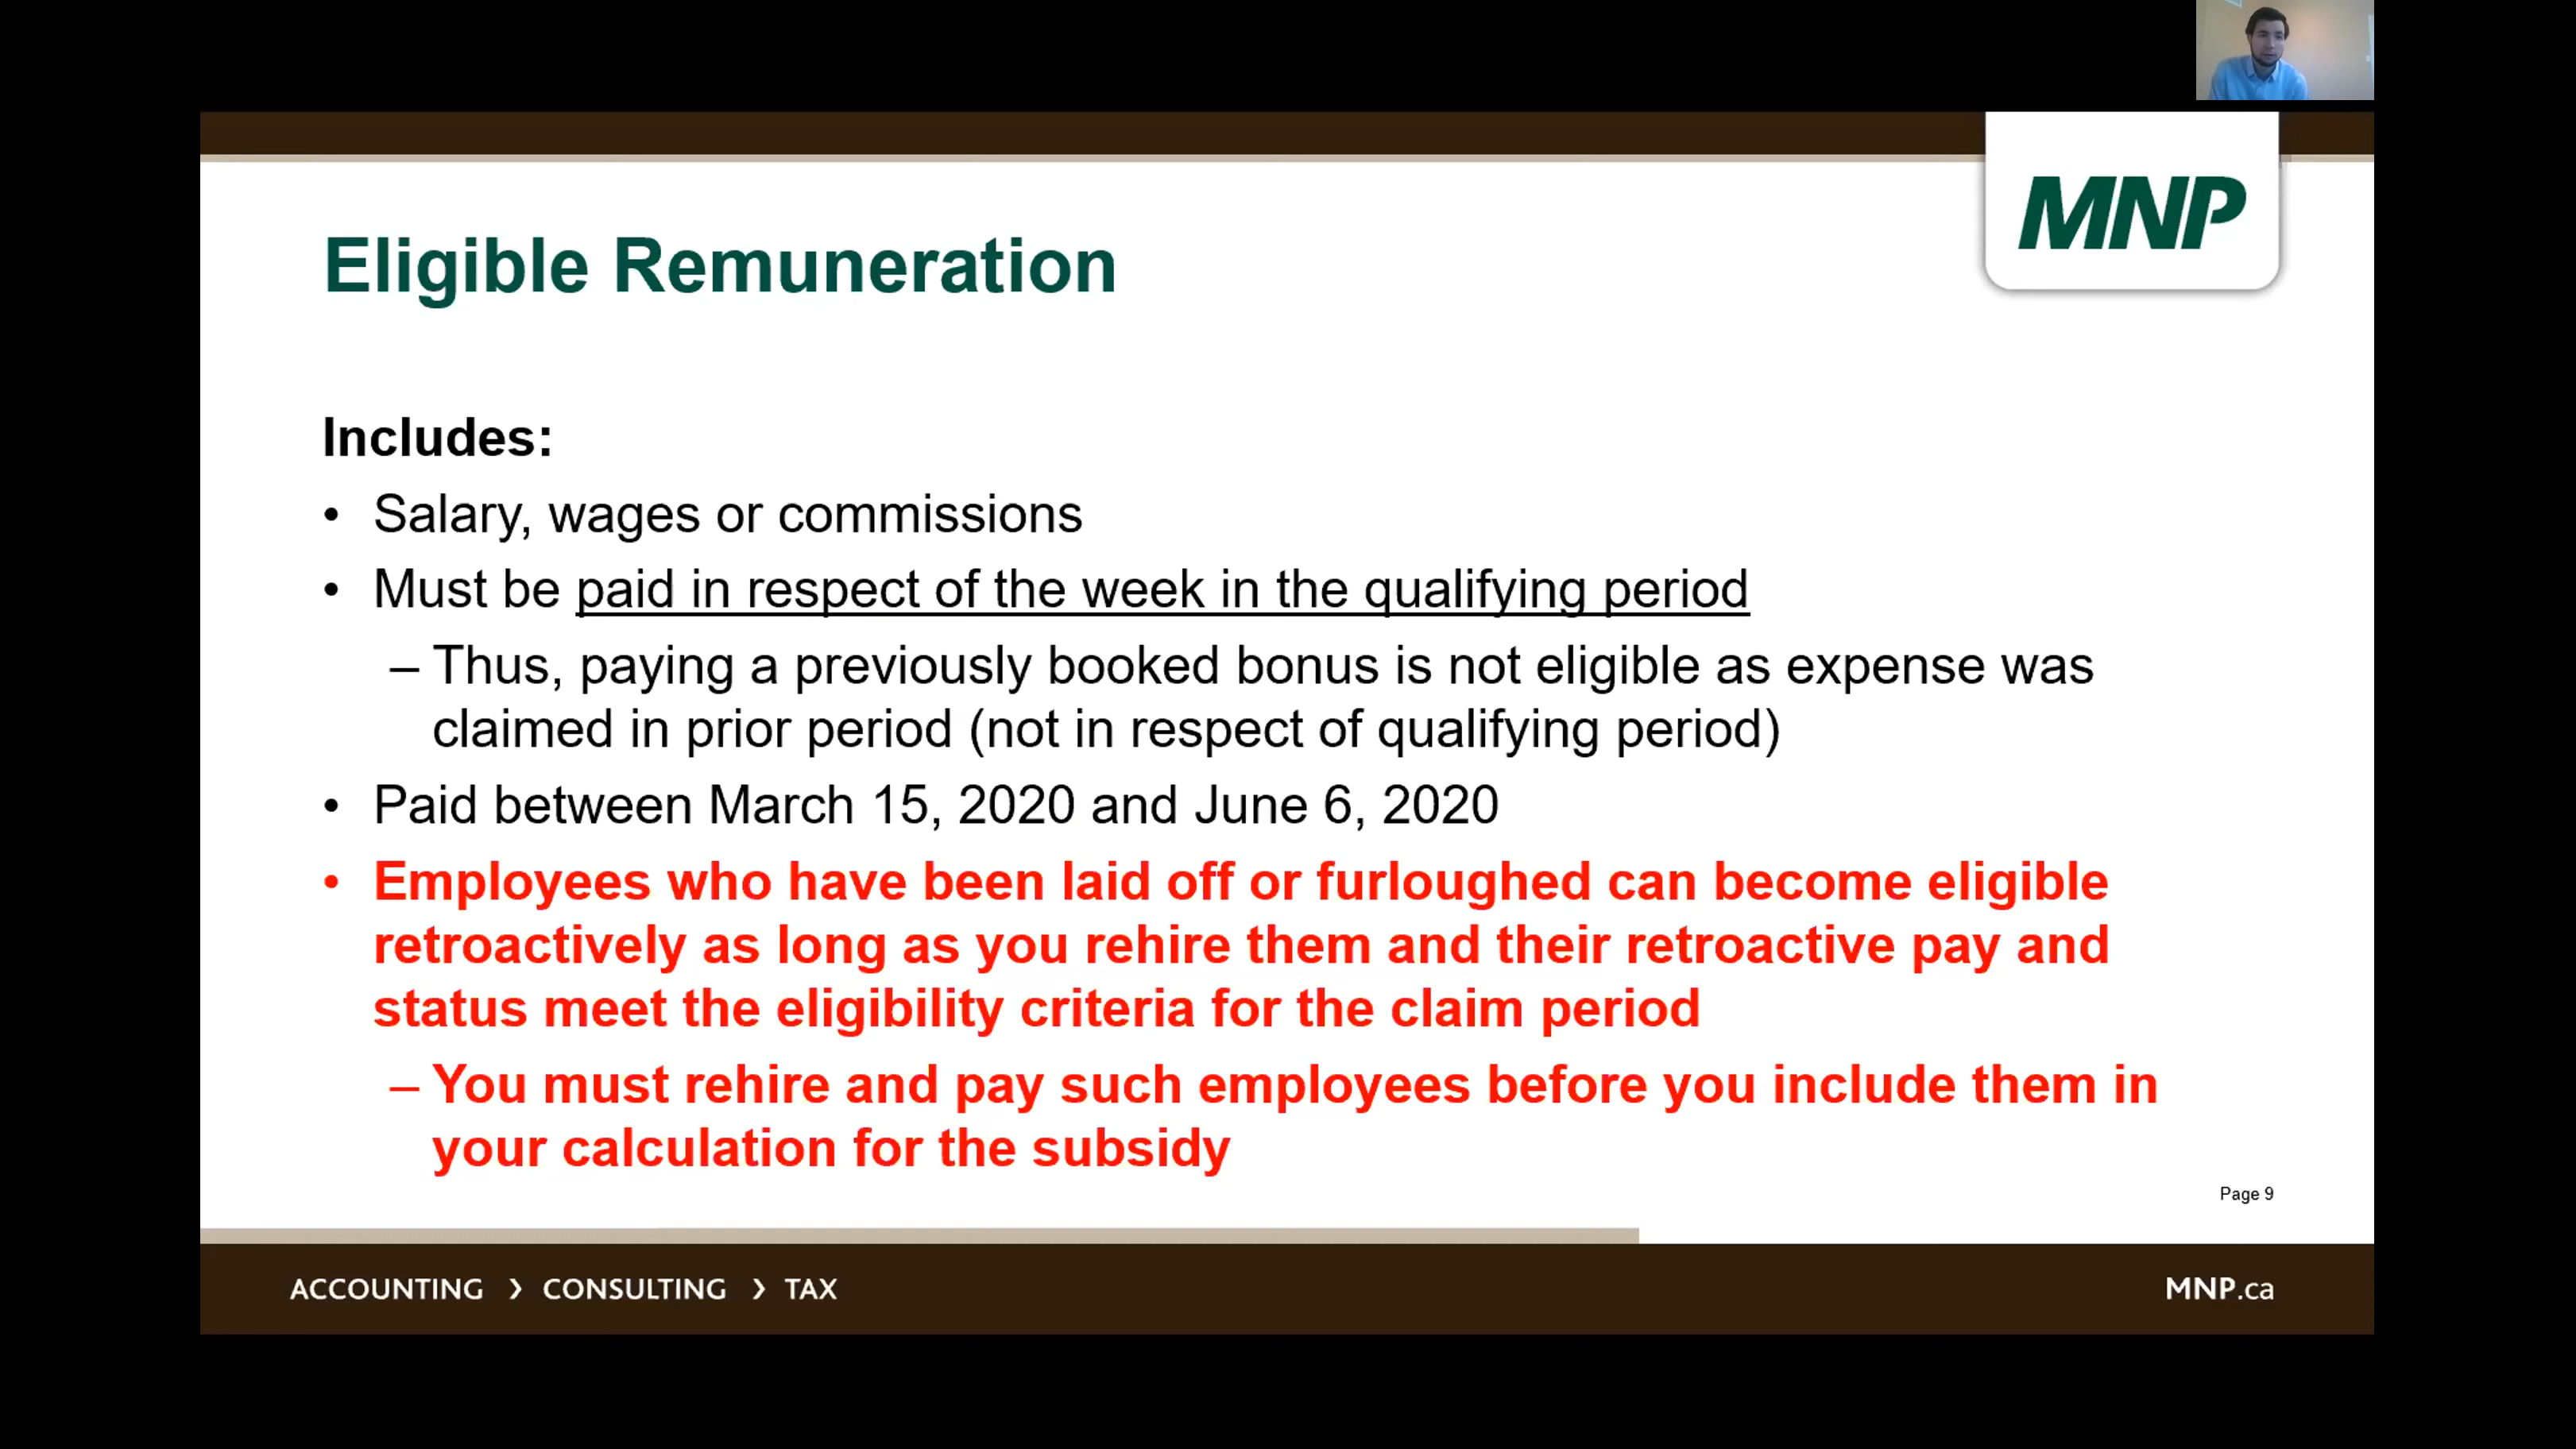 MNP
Eligible Remuneration
Includes:
• Salary, wages or commissions
• Must be paid in respect of the week in the qualifying period
– Thus, paying a previously booked bonus is not eligible as expense was
claimed in prior period (not in respect of qualifying period)
• Paid between March 15, 2020 and June 6, 2020
• Employees who have been laid off or furloughed can become eligible
retroactively as long as you rehire them and their retroactive pay and
status meet the eligibility criteria for the claim period
– You must rehire and pay such employees before you include them in
your calculation for the subsidy
Page 9
ACCOUNTING › CONSULTING › TAX
MNP.ca